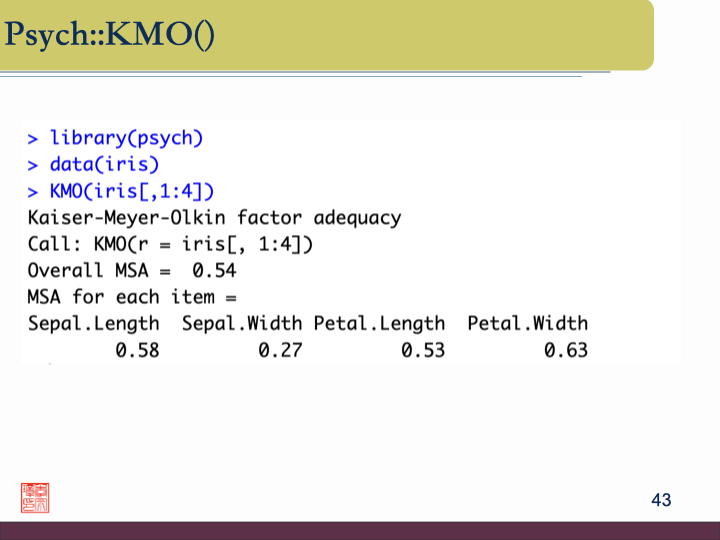 Psych::KMO()
> library(psych)
> data(iris)
> KMO(iris[,1:4])
Kaiser-Meyer-Olkin factor adequacy
Call: KMO(r = iris[, 1:4])
Overall MSA =  0.54
MSA for each item =
Sepal.Length  Sepal.Width Petal.Length  Petal.Width
        0.58         0.27         0.53         0.63
43